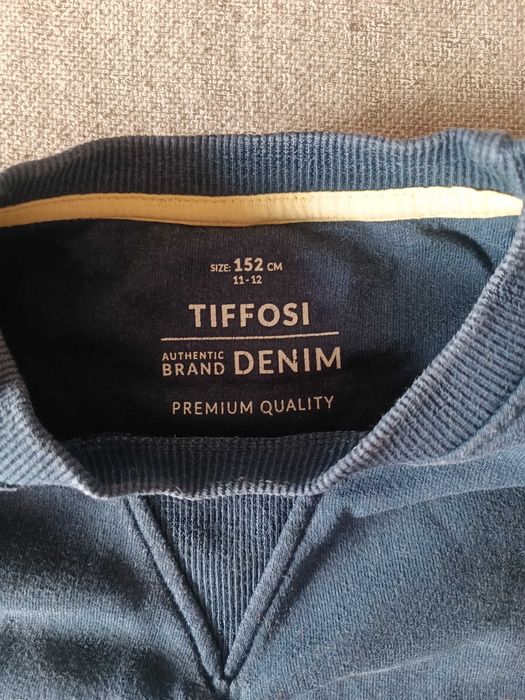 SIZE: 152 CM
11-12
TIFFOSI
AUTHENTIC
BRAND DENIM
PREMIUM QUALITY